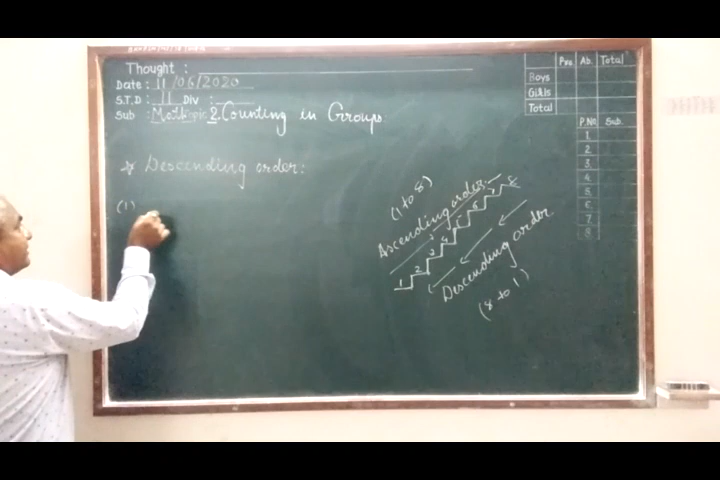 Thought :
Date : 11/06/2020
S.T.D : II Div :
Sub : Maths Topic 2. Counting in Groups
Descending order:
(1)
(1 to 8)
Ascending order:
1 2 3 4 5 6 7 8
Descending order
(8 to 1)
Pre. Ab. Total
Boys
Girls
Total
P.No. Sub.
1.
2.
3.
4.
5.
6.
7.
8.